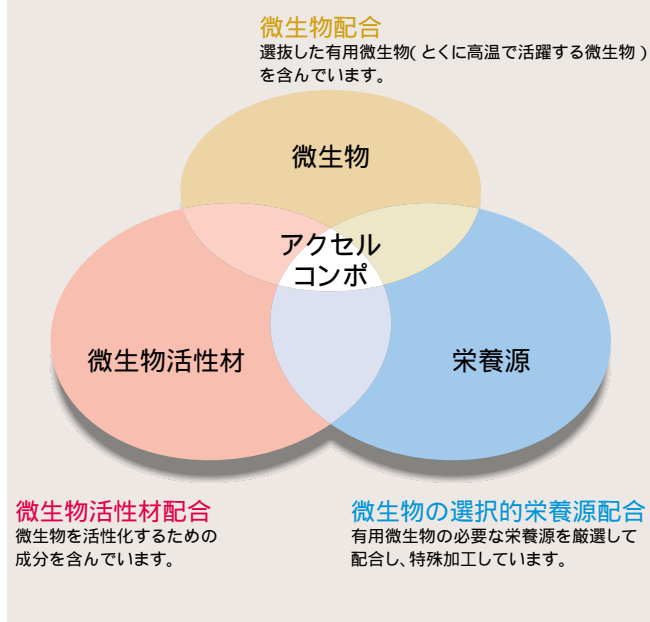 微生物配合
選抜した有用微生物(とくに高温で活躍する微生物)
を含んでいます。
微生物
アクセル
コンポ
微生物活性材
栄養源
微生物活性材配合
微生物を活性化するための
成分を含んでいます。
微生物の選択的栄養源配合
有用微生物の必要な栄養源を厳選して
配合し、特殊加工しています。